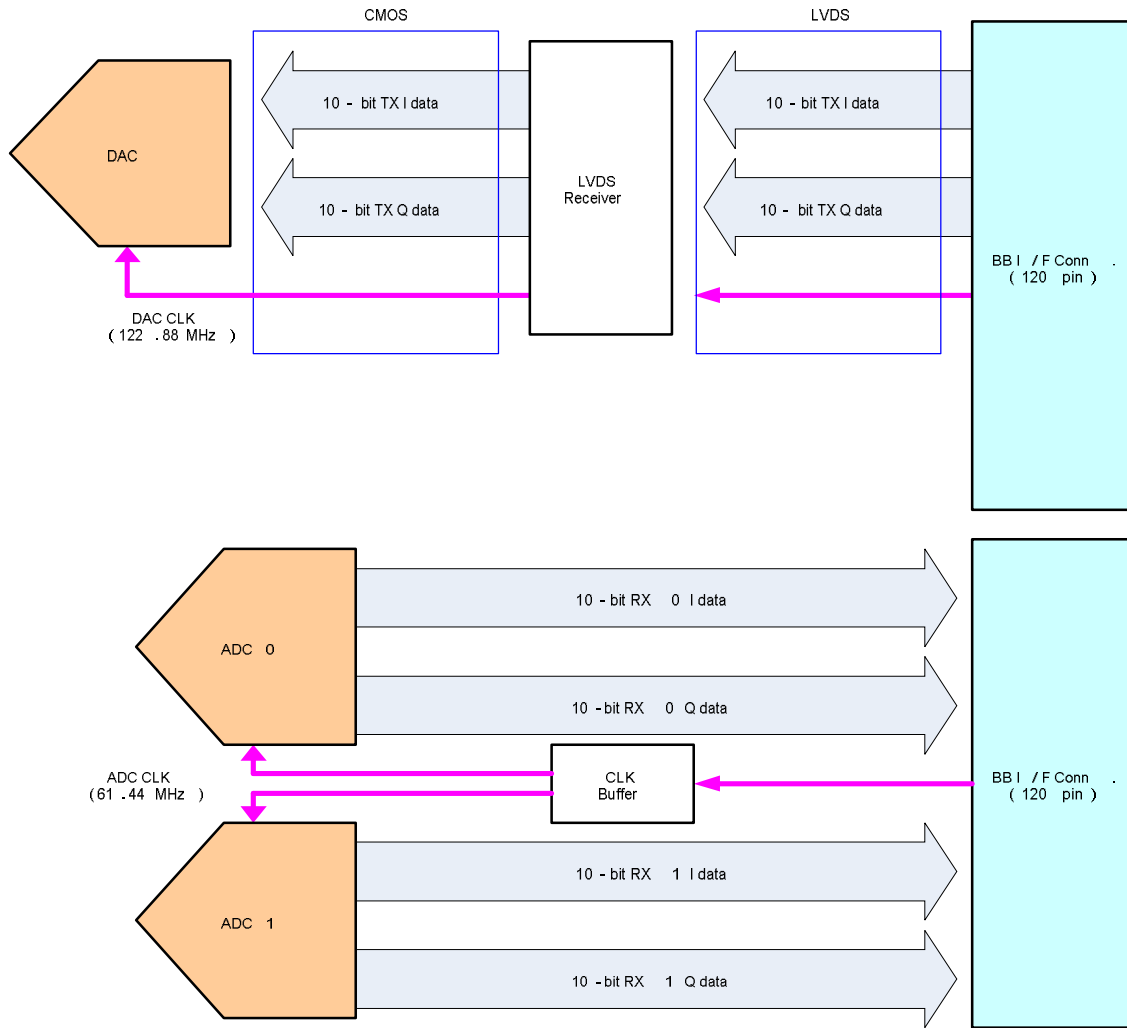 CMOS
LVDS
10 - bit TX I data
10 - bit TX I data
DAC
LVDS
Receiver
10 - bit TX Q data
10 - bit TX Q data
BB I / F Conn .
( 120 pin )
DAC CLK
( 122 .88 MHz )
10 - bit RX 0 I data
ADC 0
10 - bit RX 0 Q data
ADC CLK
( 61 .44 MHz )
CLK
Buffer
BB I / F Conn .
( 120 pin )
10 - bit RX 1 I data
ADC 1
10 - bit RX 1 Q data